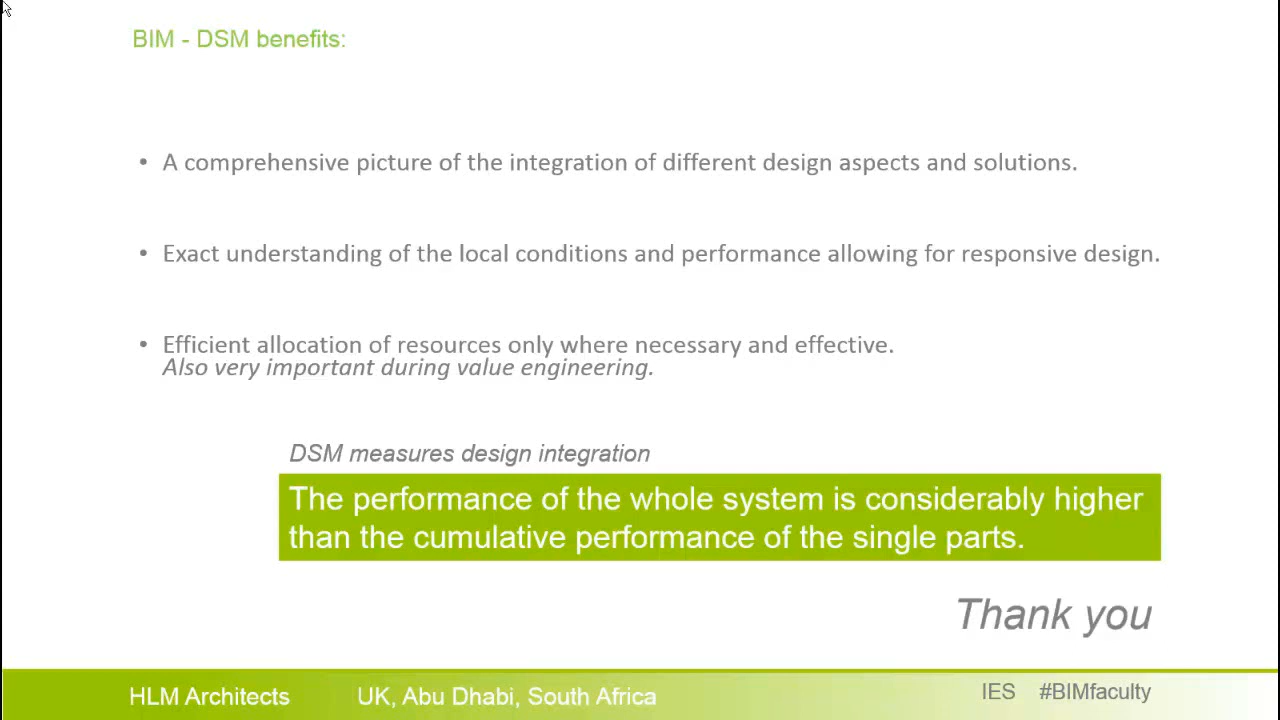 BIM - DSM benefits:
• A comprehensive picture of the integration of different design aspects and solutions.
• Exact understanding of the local conditions and performance allowing for responsive design.
• Efficient allocation of resources only where necessary and effective.
Also very important during value engineering.
DSM measures design integration
The performance of the whole system is considerably higher
than the cumulative performance of the single parts.
Thank you
HLM Architects UK, Abu Dhabi, South Africa IES #BIMfaculty